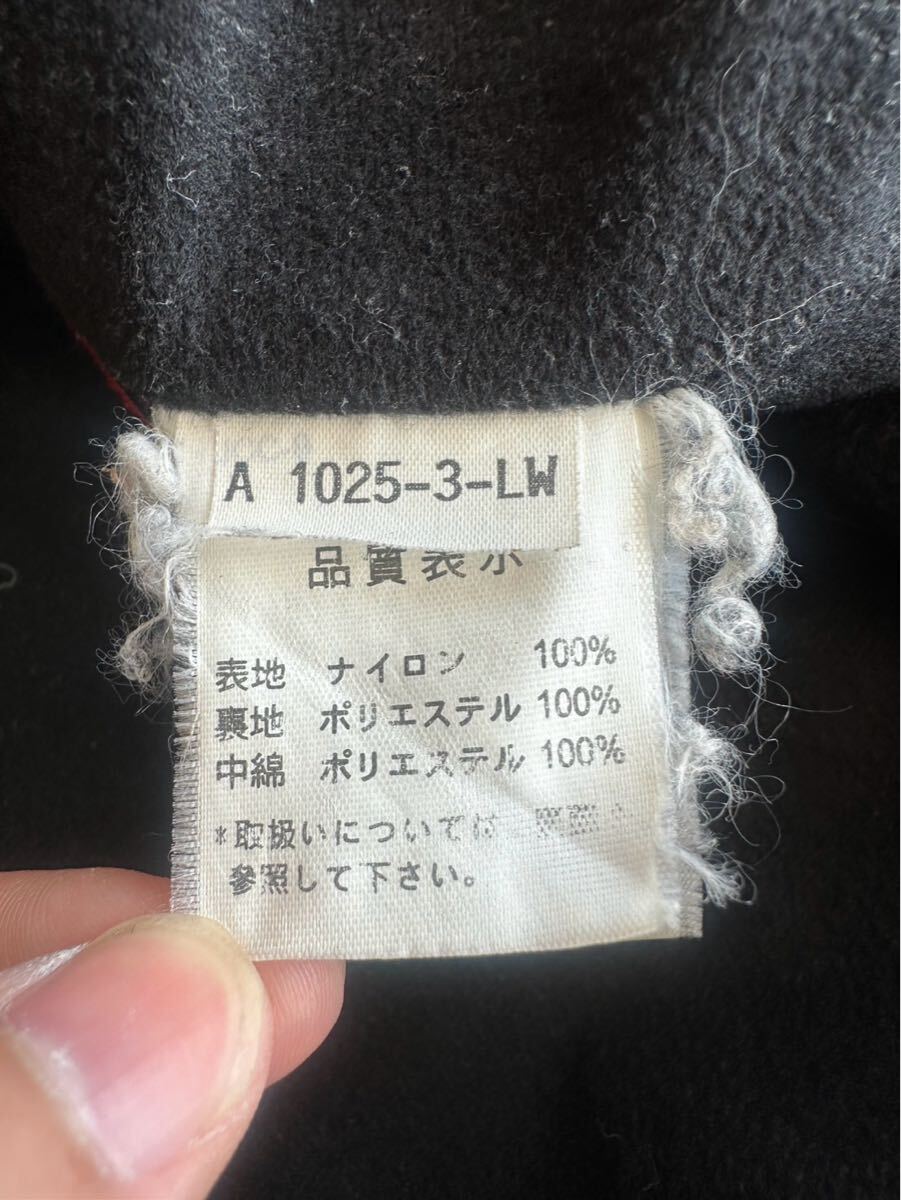 A 1025-3-LW
品質表示
表地 ナイロン 100%
裏地 ポリエステル 100%
中綿 ポリエステル 100%
*取扱いについては
参照して下さい。